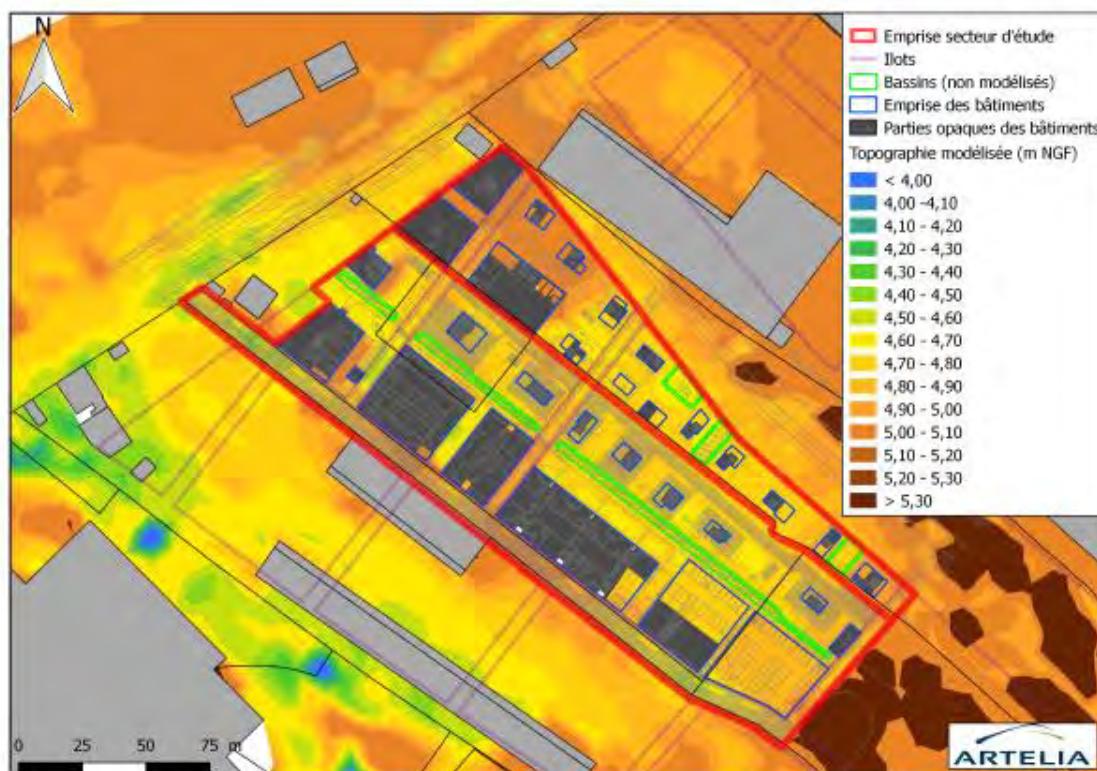 N
Emprise secteur d'étude
Ilots
Bassins (non modélisés)
Emprise des bâtiments
Parties opaques des bâtiments
Topographie modélisée (m NGF)
< 4,00
4,00 -4,10
4,10 - 4,20
4,20 - 4,30
4,30 - 4,40
4,40 - 4,50
4,50 - 4,60
4,60 - 4,70
4,70 - 4,80
4,80 - 4,90
4,90 - 5,00
5,00 - 5,10
5,10 - 5,20
5,20 - 5,30
> 5,30
0 25 50 75 m
ARTELIA